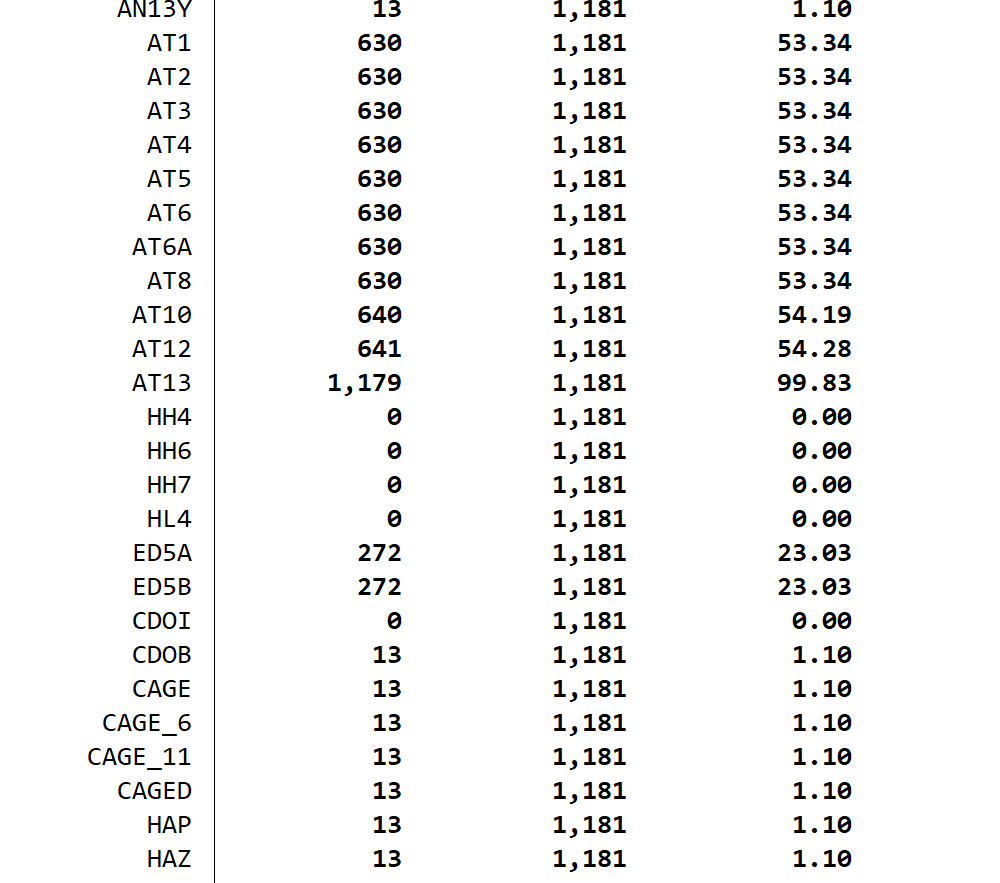 AN13Y 13 1,181 1.10
AT1 630 1,181 53.34
AT2 630 1,181 53.34
AT3 630 1,181 53.34
AT4 630 1,181 53.34
AT5 630 1,181 53.34
AT6 630 1,181 53.34
AT6A 630 1,181 53.34
AT8 630 1,181 53.34
AT10 640 1,181 54.19
AT12 641 1,181 54.28
AT13 1,179 1,181 99.83
HH4 0 1,181 0.00
HH6 0 1,181 0.00
HH7 0 1,181 0.00
HL4 0 1,181 0.00
ED5A 272 1,181 23.03
ED5B 272 1,181 23.03
CDOI 0 1,181 0.00
CDOB 13 1,181 1.10
CAGE 13 1,181 1.10
CAGE_6 13 1,181 1.10
CAGE_11 13 1,181 1.10
CAGED 13 1,181 1.10
HAP 13 1,181 1.10
HAZ 13 1,181 1.10